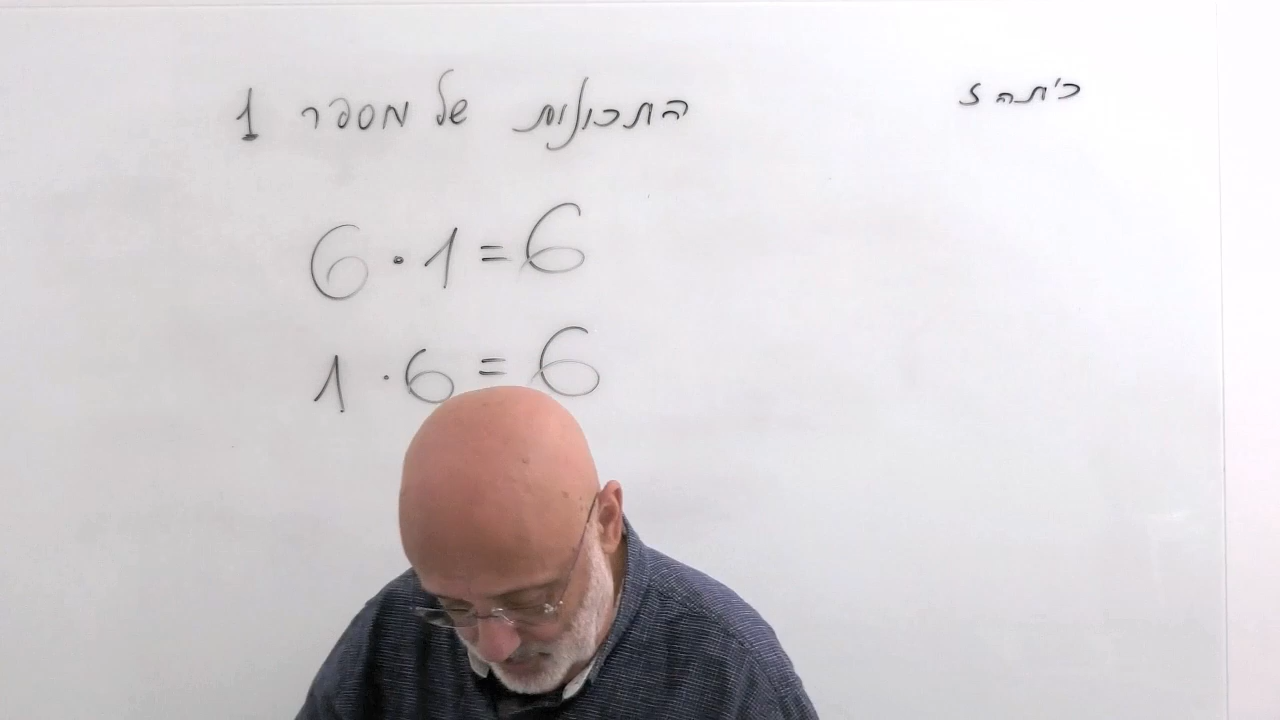 כיתה ז
התכונות של מספר 1
6 · 1 = 6
1 · 6 = 6